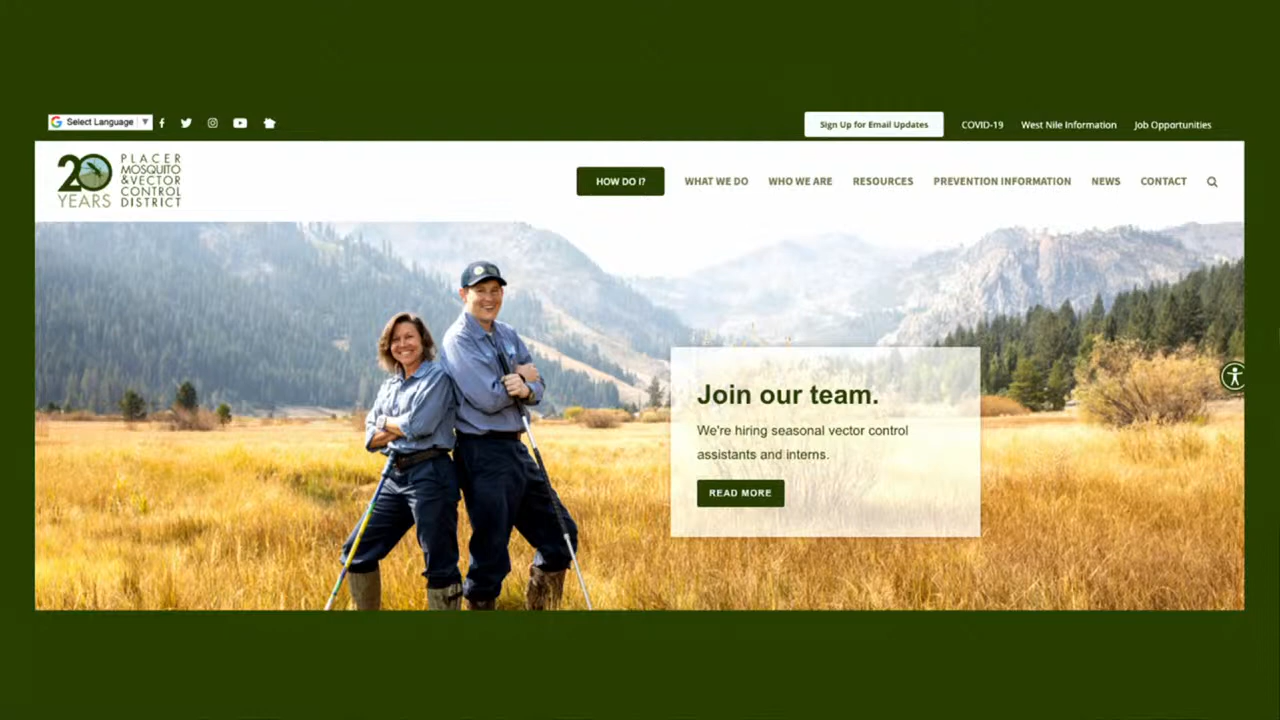 Select Language ▼
Sign Up for Email Updates
COVID-19
West Nile Information
Job Opportunities
20
YEARS
PLACER
MOSQUITO
&VECTOR
CONTROL
DISTRICT
HOW DO I?
WHAT WE DO
WHO WE ARE
RESOURCES
PREVENTION INFORMATION
NEWS
CONTACT
Join our team.
We're hiring seasonal vector control
assistants and interns.
READ MORE